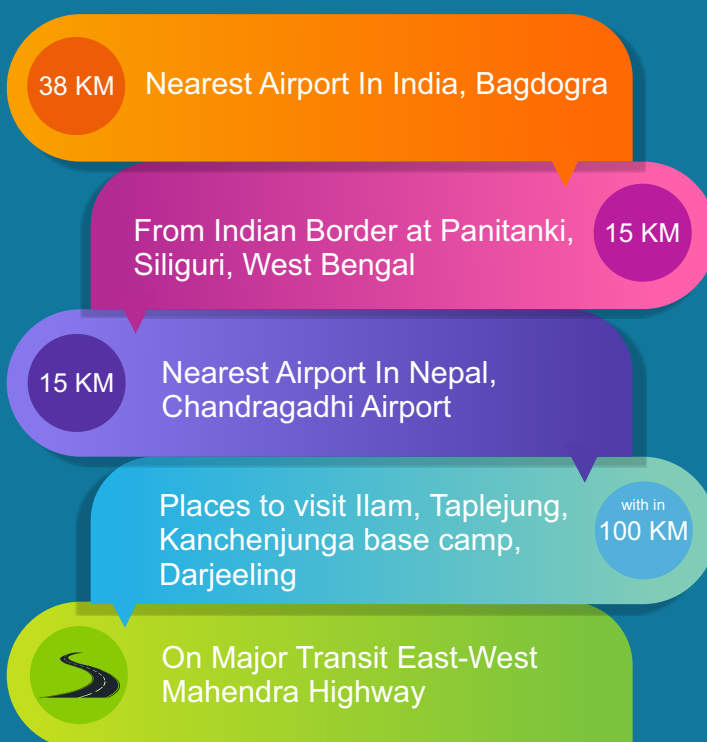 38 KM
Nearest Airport In India, Bagdogra
From Indian Border at Panitanki,
Siliguri, West Bengal
15 KM
15 KM
Nearest Airport In Nepal,
Chandragadhi Airport
Places to visit Ilam, Taplejung,
Kanchenjunga base camp,
Darjeeling
with in
100 KM
On Major Transit East-West
Mahendra Highway